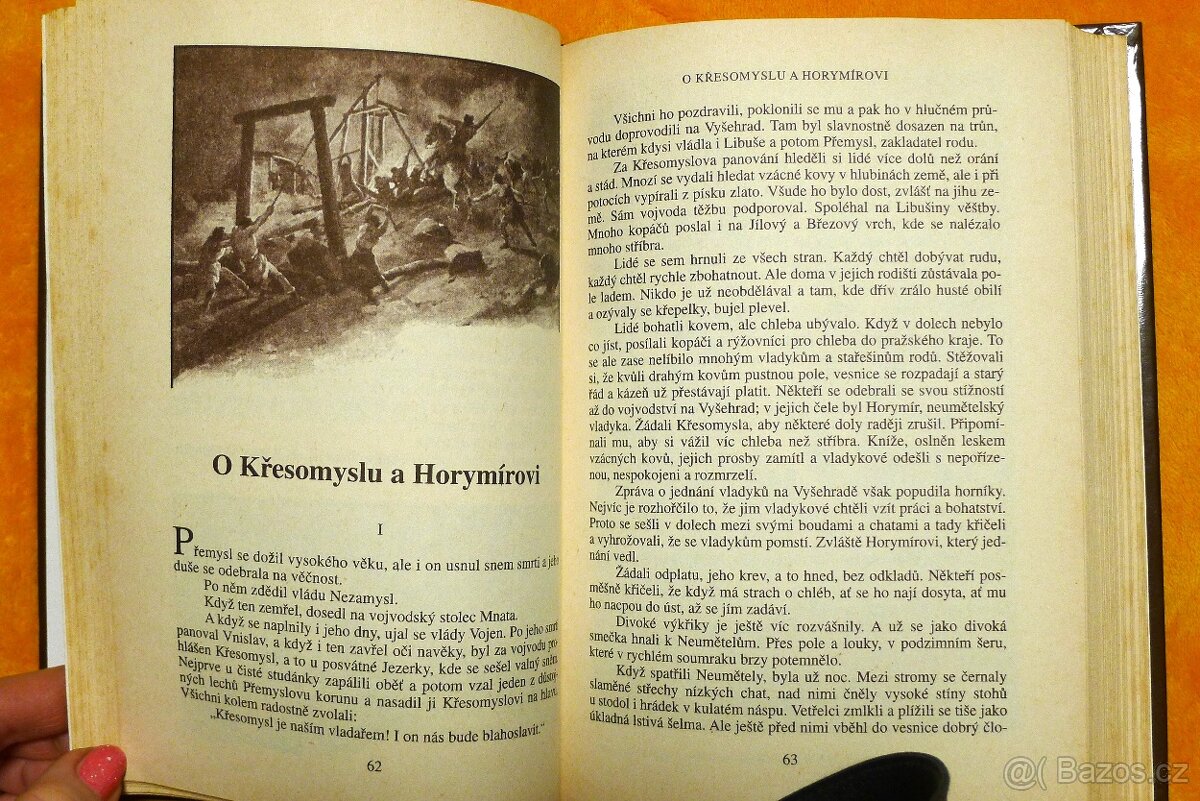 O Křesomyslu a Horymírovi
I
Přemysl se dožil vysokého věku, ale i on usnul snem smrti a jeho
duše se odebrala na věčnost.
Po něm zdědil vládu Nezamysl.
Když ten zemřel, dosedl na vojvodský stolec Mnata.
A když se naplnily i jeho dny, ujal se vlády Vojen. Po jeho smrti
panoval Vnislav, a když i ten zavřel oči navěky, byl za vojvodu pro-
hlášen Křesomysl, a to u posvátné Jezerky, kde se sešel valný sněm.
Nejprve u čisté studánky zapálili oběť a potom vzal jeden z důstoj-
ných lechů Přemyslovu korunu a nasadil ji Křesomyslovi na hlavu.
Všichni kolem radostně zvolali:
„Křesomysl je naším vladařem! I on nás bude blahoslavit.“
62
O KŘESOMYSLU A HORYMÍROVI
Všichni ho pozdravili, poklonili se mu a pak ho v hlučném prů-
vodu doprovodili na Vyšehrad. Tam byl slavnostně dosazen na trůn,
na kterém kdysi vládla i Libuše a potom Přemysl, zakladatel rodu.
Za Křesomyslova panování hleděli si lidé více dolů než orání
a stád. Mnozí se vydali hledat vzácné kovy v hlubinách země, ale i při
potocích vypírali z písku zlato. Všude ho bylo dost, zvlášť na jihu ze-
mě. Sám vojvoda těžbu podporoval. Spoléhal na Libušiny věštby.
Mnoho kopáčů poslal i na Jílový a Březový vrch, kde se nalézalo
mnoho stříbra.
Lidé se sem hrnuli ze všech stran. Každý chtěl dobývat rudu,
každý chtěl rychle zbohatnout. Ale doma v jejich rodišti zůstávala po-
le ladem. Nikdo je už neobdělával a tam, kde dřív zrálo husté obilí
a ozývaly se křepelky, bujel plevel.
Lidé bohatli kovem, ale chleba ubývalo. Když v dolech nebylo
co jíst, posílali kopáči a rýžovníci pro chleba do pražského kraje. To
se ale zase nelíbilo mnohým vladykům a stařešinům rodů. Stěžovali
si, že kvůli drahým kovům pustnou pole, vesnice se rozpadají a starý
řád a kázeň už přestávají platit. Někteří se odebrali se svou stížností
až do vojvodství na Vyšehrad; v jejich čele byl Horymír, neumětelský
vladyka. Žádali Křesomysla, aby některé doly raději zrušil. Připomí-
nali mu, aby si vážil víc chleba než stříbra. Kníže, oslněn leskem
vzácných kovů, jejich prosby zamítl a vladykové odešli s nepoříze-
nou, nespokojeni a rozmrzelí.
Zpráva o jednání vladyků na Vyšehradě však popudila horníky.
Nejvíc je rozhořčilo to, že jim vladykové chtěli vzít práci a bohatství.
Proto se sešli v dolech mezi svými boudami a chatami a tady křičeli
a vyhrožovali, že se vladykům pomstí. Zvláště Horymírovi, který jed-
nání vedl.
Žádali odplatu, jeho krev, a to hned, bez odkladů. Někteří pos-
měšně křičeli, že když má strach o chléb, ať se ho nají dosyta, ať mu
ho nacpou do úst, až se jím zadáví.
Divoké výkřiky je ještě víc rozvášnily. A už se jako divoká
smečka hnali k Neumětelům. Přes pole a louky, v podzimním šeru,
které v rychlém soumraku brzy potemnělo.
Když spatřili Neumětely, byla už noc. Mezi stromy se černaly
slaměné střechy nízkých chat, nad nimi čněly vysoké stíny stohů
u stodol i hrádek v kulatém náspu. Vetřelci zmlkli a plížili se tiše jako
úkladná lstivá šelma. Ale ještě před nimi vběhl do vesnice dobrý člo-
63
@( Bazos.cz